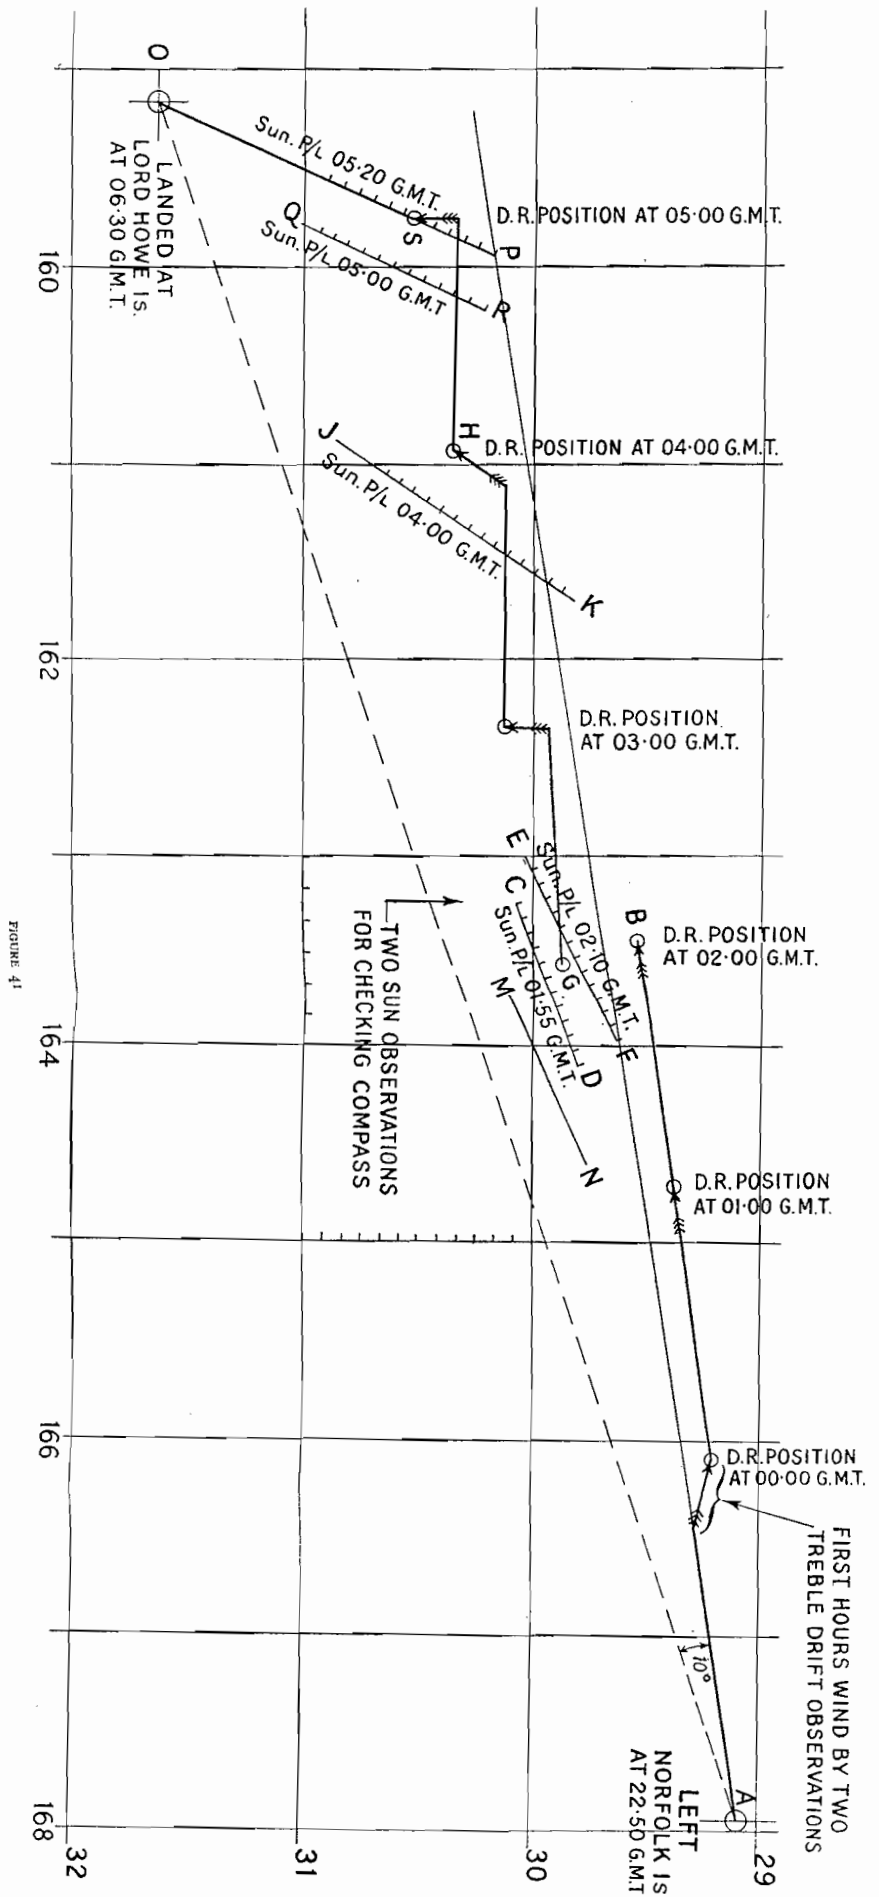 O
LANDED AT
LORD HOWE IS.
AT 06·30 G.M.T.
Sun. P/L 05·20 G.M.T.
S
P
D.R. POSITION AT 05·00 G.M.T.
Q
Sun. P/L 05·00 G.M.T
R
160
H
D.R. POSITION AT 04·00 G.M.T.
J
Sun. P/L 04·00 G.M.T.
K
162
D.R. POSITION
AT 03·00 G.M.T.
E
Sun. P/L 02·10 G.M.T.
F
C
Sun. P/L 01·55 G.M.T.
D
G
M
N
B
D.R. POSITION
AT 02·00 G.M.T.
TWO SUN OBSERVATIONS
FOR CHECKING COMPASS
164
D.R. POSITION
AT 01·00 G.M.T.
166
D.R. POSITION
AT 00·00 G.M.T.
FIRST HOURS WIND BY TWO
TREBLE DRIFT OBSERVATIONS
10°
A
LEFT
NORFOLK IS
AT 22·50 G.M.T
168
32
31
30
29
FIGURE 41